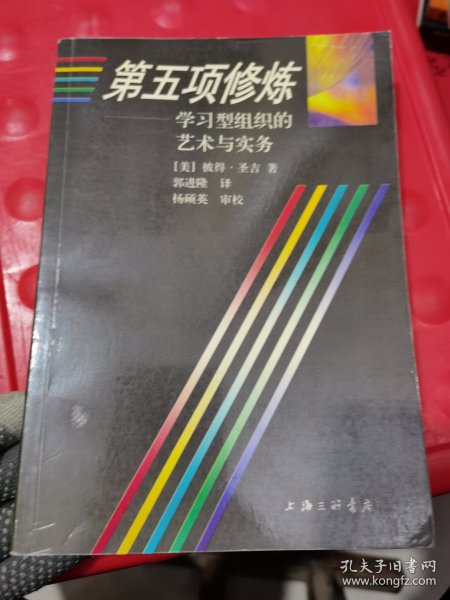 第五项修炼
学习型组织的
艺术与实务
[美] 彼得·圣吉 著
郭进隆 译
杨硕英 审校
上海三联书店
孔夫子旧书网
www.kongfz.com